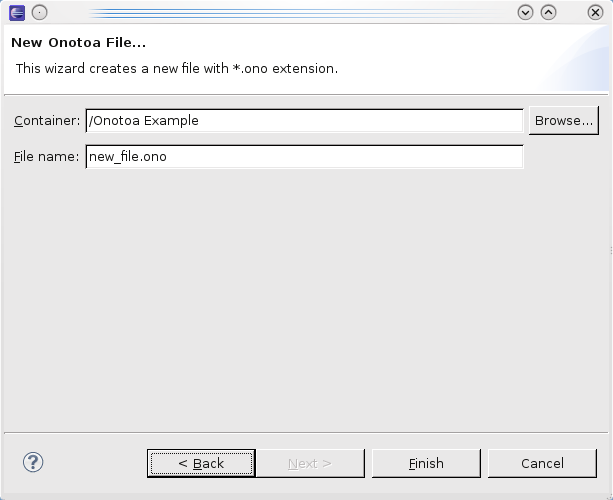 New Onotoa File...
This wizard creates a new file with *.ono extension.
Container: /Onotoa Example Browse...
File name: new_file.ono
? < Back Next > Finish Cancel